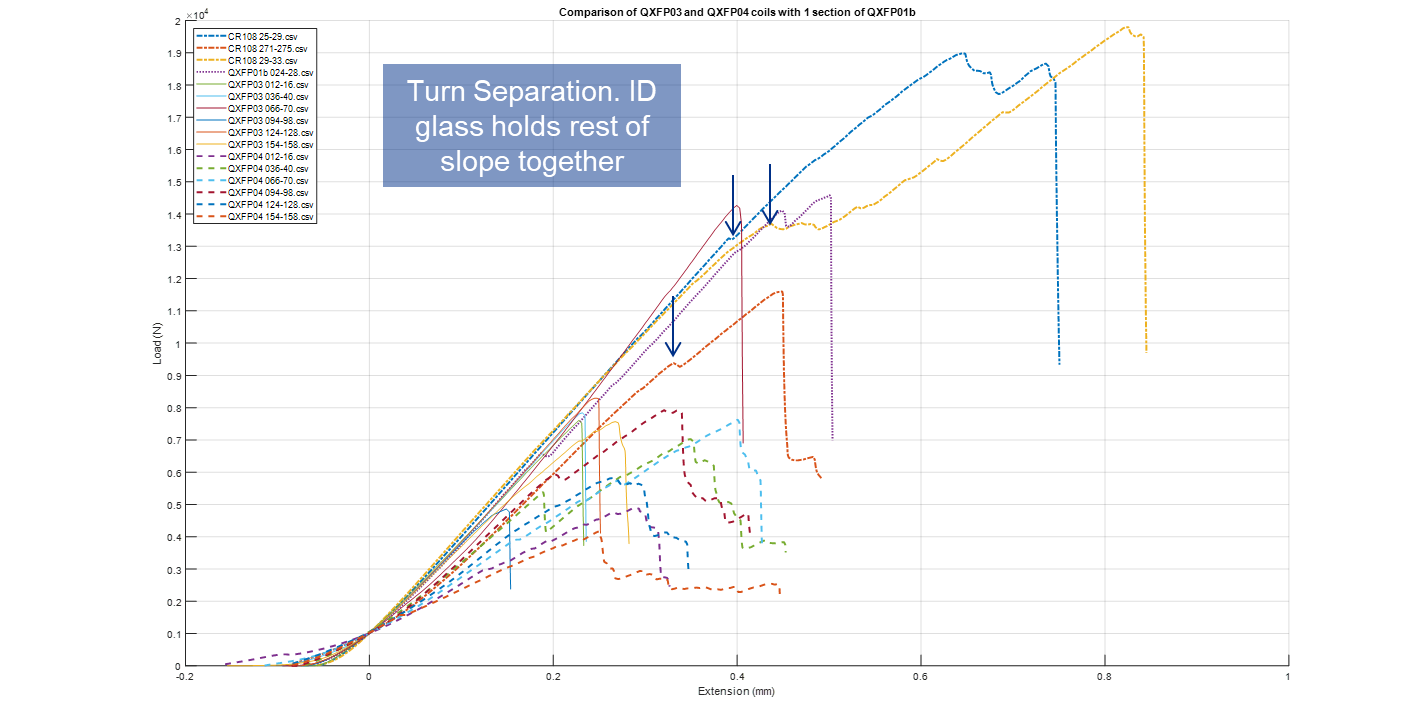 Comparison of QXFP03 and QXFP04 coils with 1 section of QXFP01b
×10⁴
CR108 25-29.csv
CR108 271-275.csv
CR108 29-33.csv
QXFP01b 024-28.csv
QXFP03 012-16.csv
QXFP03 036-40.csv
QXFP03 066-70.csv
QXFP03 094-98.csv
QXFP03 124-128.csv
QXFP03 154-158.csv
QXFP04 012-16.csv
QXFP04 036-40.csv
QXFP04 066-70.csv
QXFP04 094-98.csv
QXFP04 124-128.csv
QXFP04 154-158.csv
Turn Separation. ID
glass holds rest of
slope together
2
1.9
1.8
1.7
1.6
1.5
1.4
1.3
1.2
1.1
1
0.9
0.8
0.7
0.6
0.5
0.4
0.3
0.2
0.1
0
Load (N)
-0.2 0 0.2 0.4 0.6 0.8 1
Extension (mm)